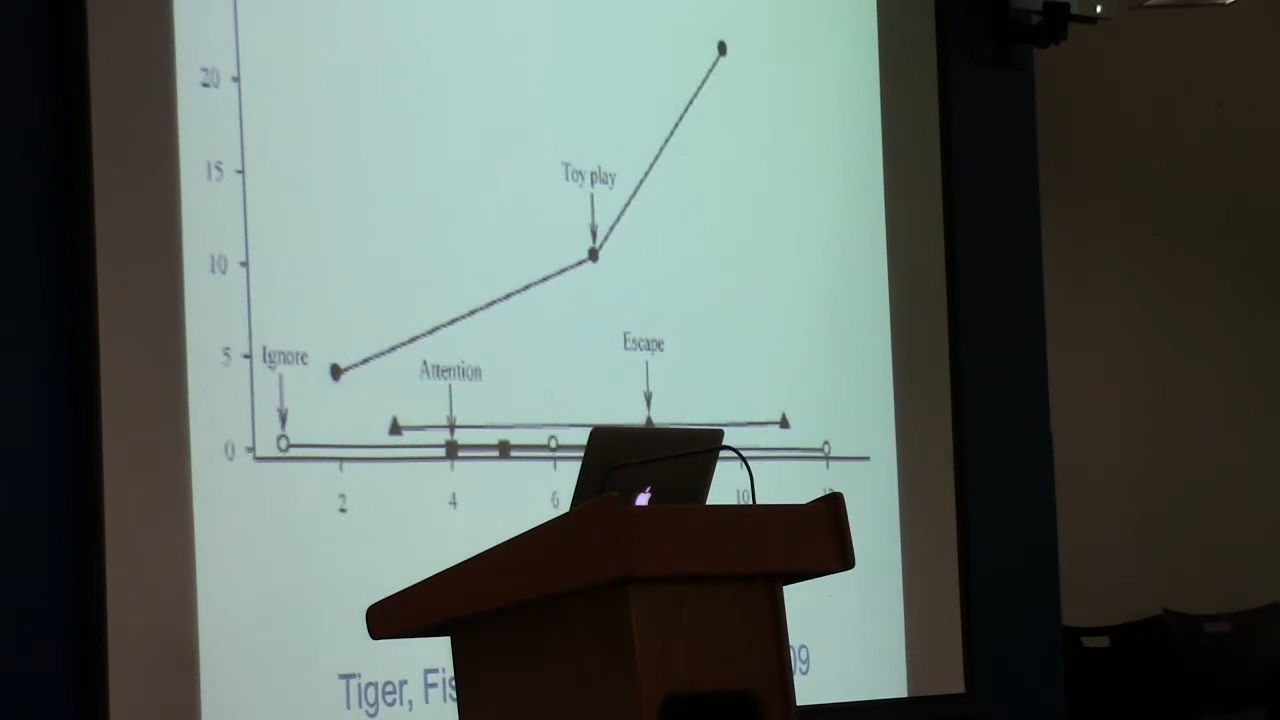 20
15
Toy play
10
Escape
5
Ignore
Attention
0
2 4 6 10
Tiger, Fis 09